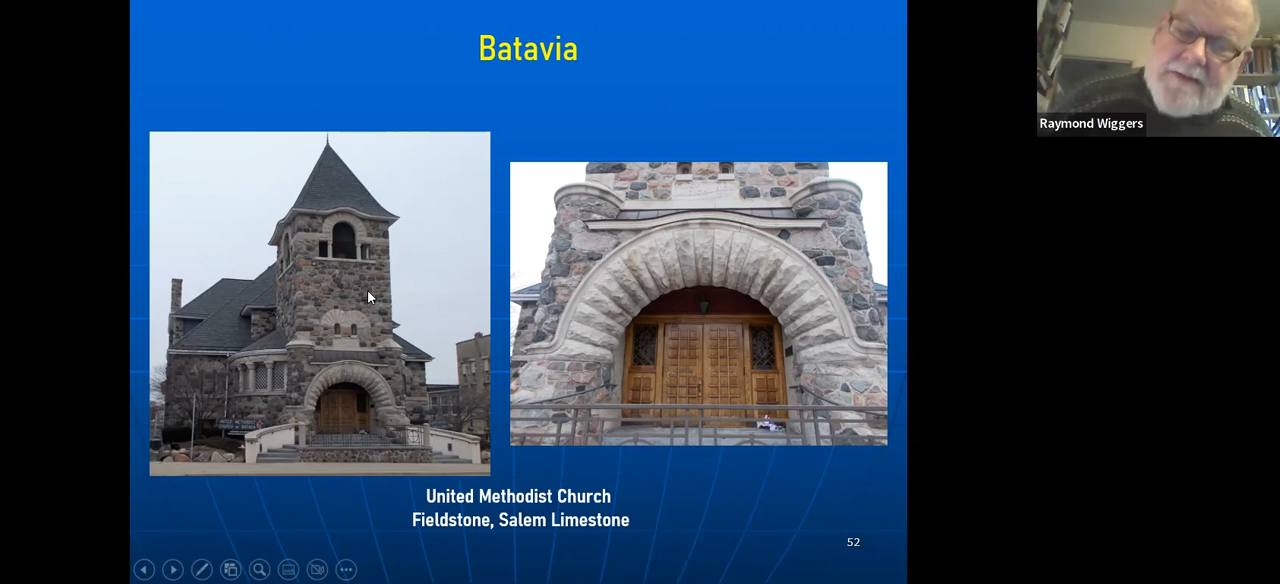 Batavia
Raymond Wiggers
United Methodist Church
Fieldstone, Salem Limestone
52